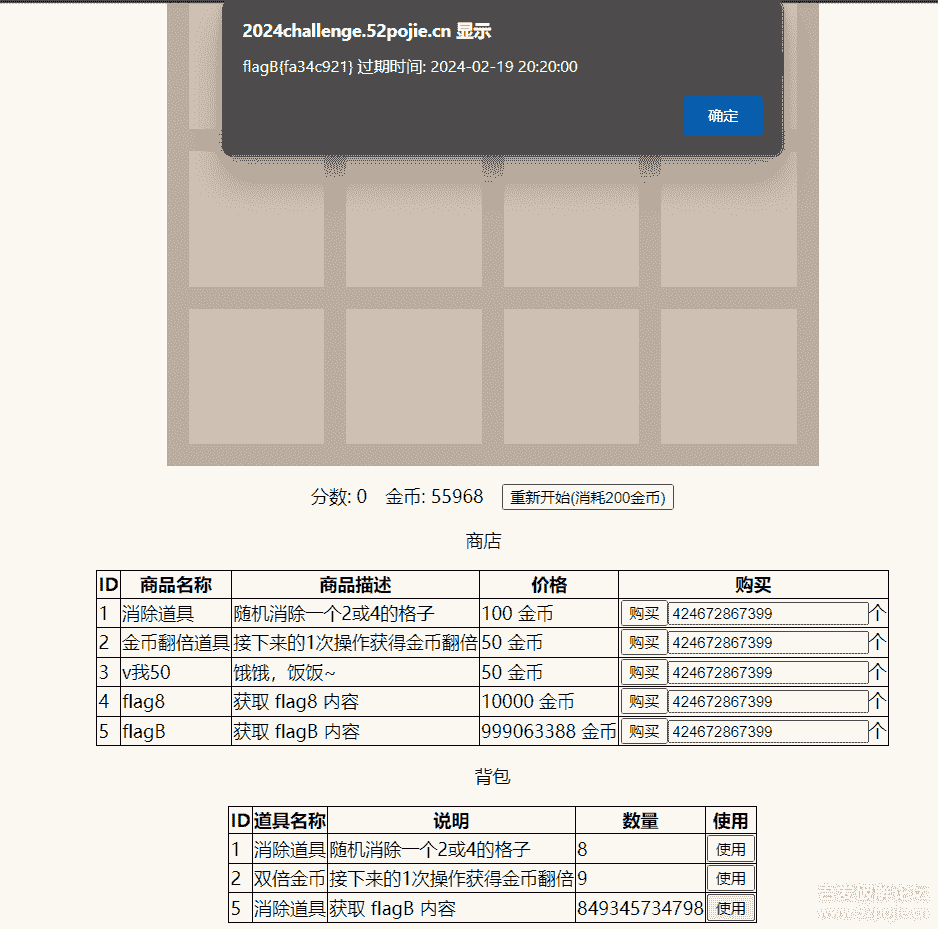 2024challenge.52pojie.cn 显示
flagB{fa34c921} 过期时间: 2024-02-19 20:20:00
确定
分数: 0 金币: 55968 重新开始(消耗200金币)
商店
ID 商品名称 商品描述 价格 购买
1 消除道具 随机消除一个2或4的格子 100 金币 购买 424672867399 个
2 金币翻倍道具 接下来的1次操作获得金币翻倍 50 金币 购买 424672867399 个
3 v我50 饿饿，饭饭~ 50 金币 购买 424672867399 个
4 flag8 获取 flag8 内容 10000 金币 购买 424672867399 个
5 flagB 获取 flagB 内容 999063388 金币 购买 424672867399 个
背包
ID 道具名称 说明 数量 使用
1 消除道具 随机消除一个2或4的格子 8 使用
2 双倍金币 接下来的1次操作获得金币翻倍 9 使用
5 消除道具 获取 flagB 内容 849345734798 使用